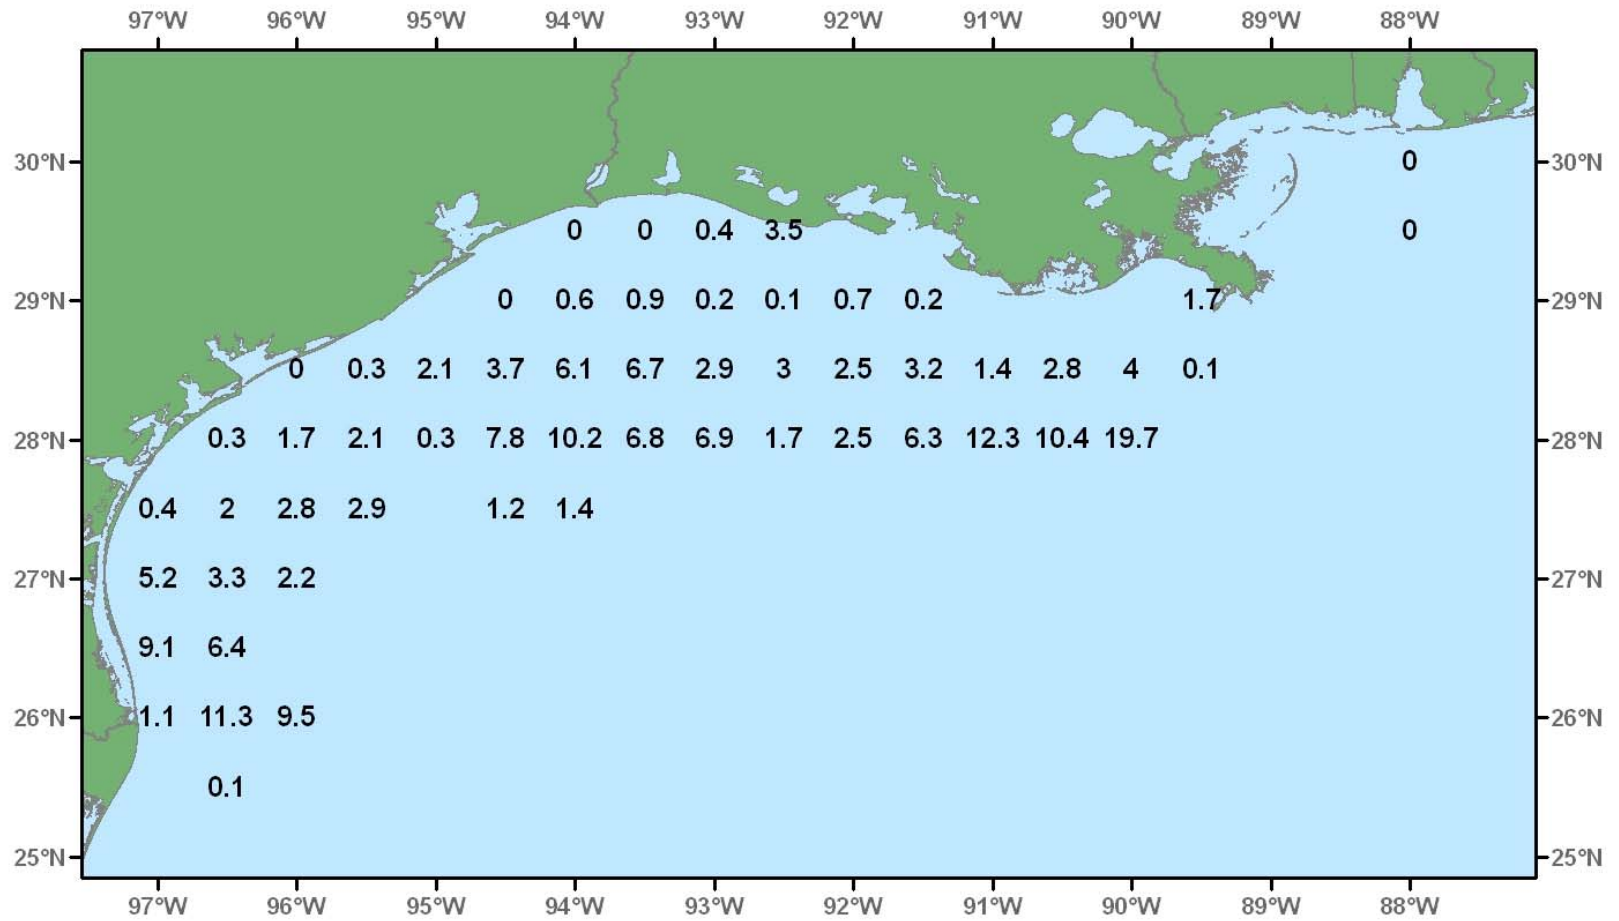 97°W 96°W 95°W 94°W 93°W 92°W 91°W 90°W 89°W 88°W
30°N 0 30°N
0 0 0.4 3.5 0
29°N 0 0.6 0.9 0.2 0.1 0.7 0.2 1.7 29°N
0 0.3 2.1 3.7 6.1 6.7 2.9 3 2.5 3.2 1.4 2.8 4 0.1
28°N 0.3 1.7 2.1 0.3 7.8 10.2 6.8 6.9 1.7 2.5 6.3 12.3 10.4 19.7 28°N
0.4 2 2.8 2.9 1.2 1.4
27°N 5.2 3.3 2.2 27°N
9.1 6.4
26°N 1.1 11.3 9.5 26°N
0.1
25°N 25°N
97°W 96°W 95°W 94°W 93°W 92°W 91°W 90°W 89°W 88°W